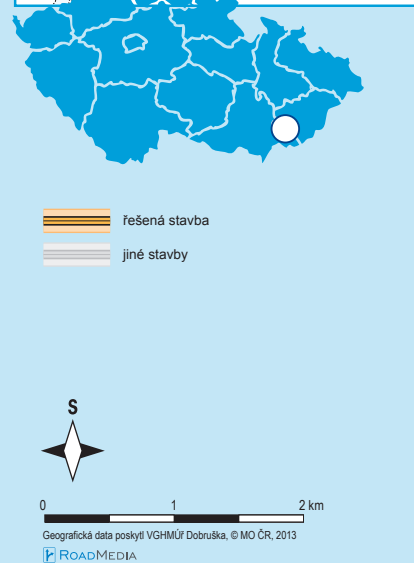 řešená stavba
jiné stavby
S
0 1 2 km
Geografická data poskytl VGHMÚř Dobruška, © MO ČR, 2013
ROADMEDIA